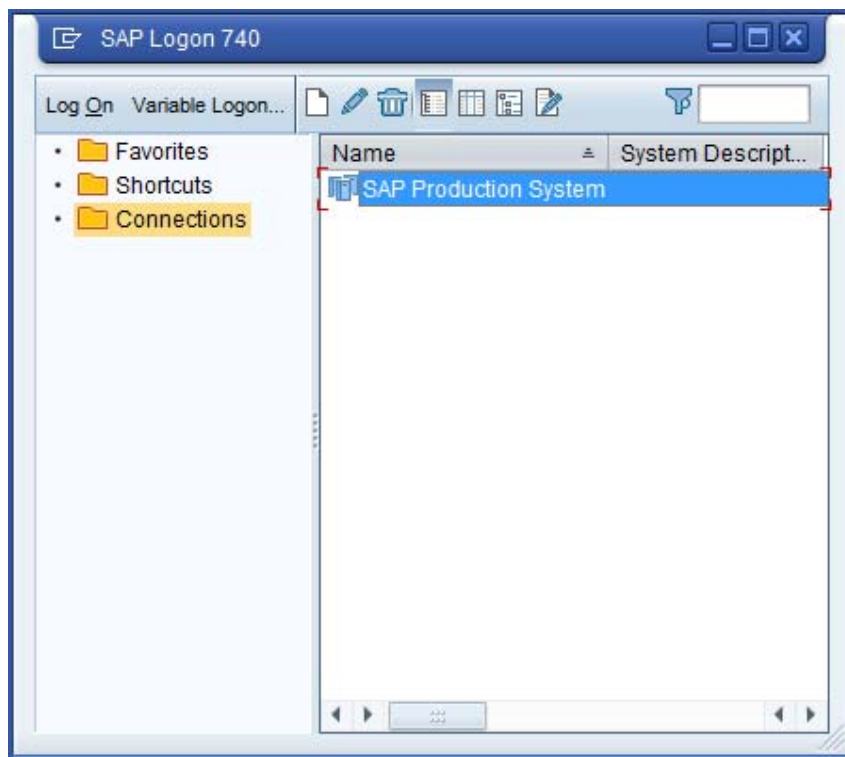 SAP Logon 740
Log On Variable Logon...
Favorites
Shortcuts
Connections
Name System Descript...
SAP Production System